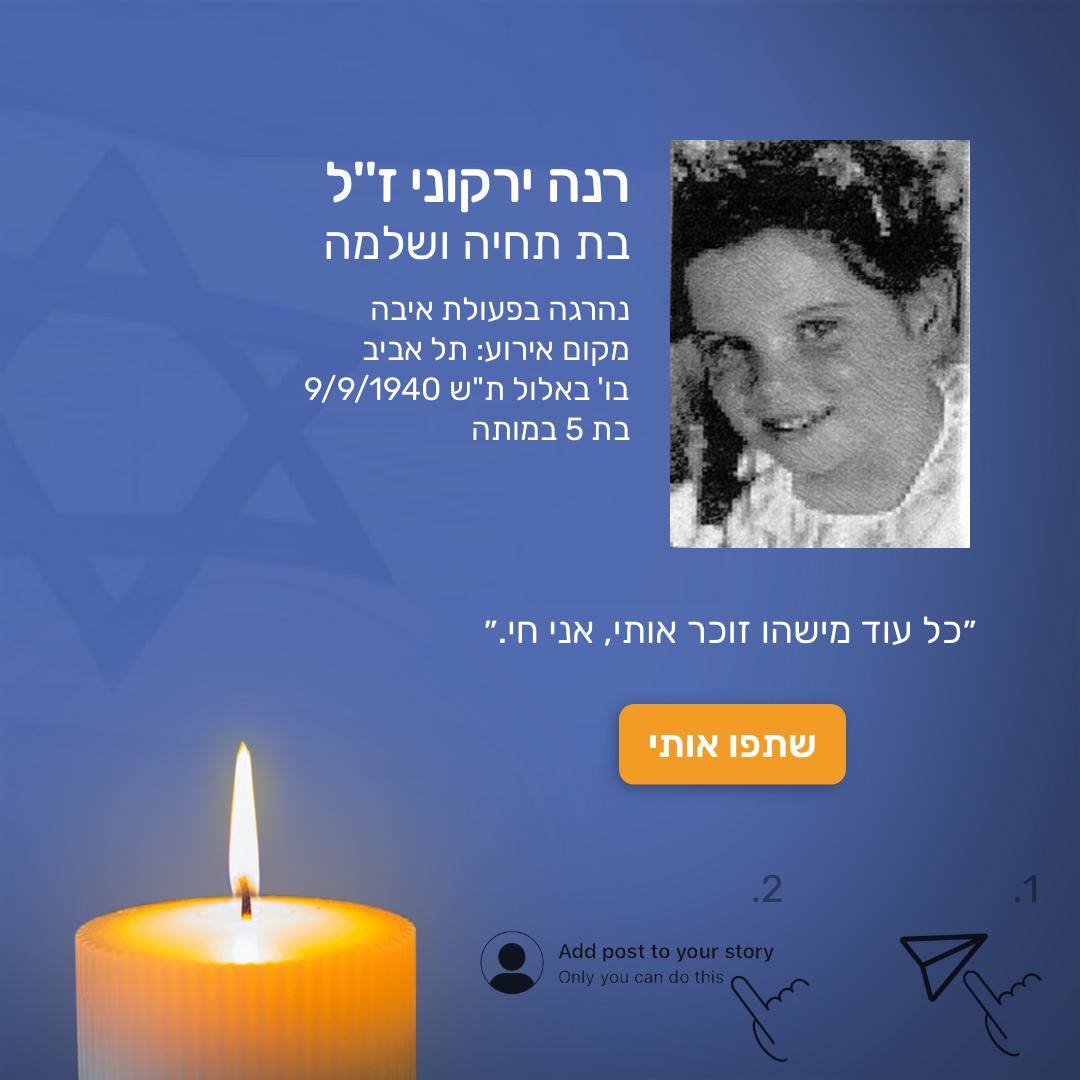 רנה ירקוני ז"ל
בת תחיה ושלמה
נהרגה בפעולת איבה
מקום אירוע: תל אביב
בו' באלול ת"ש 9/9/1940
בת 5 במותה
״כל עוד מישהו זוכר אותי, אני חי.״
שתפו אותי
.1
.2
Add post to your story
Only you can do this